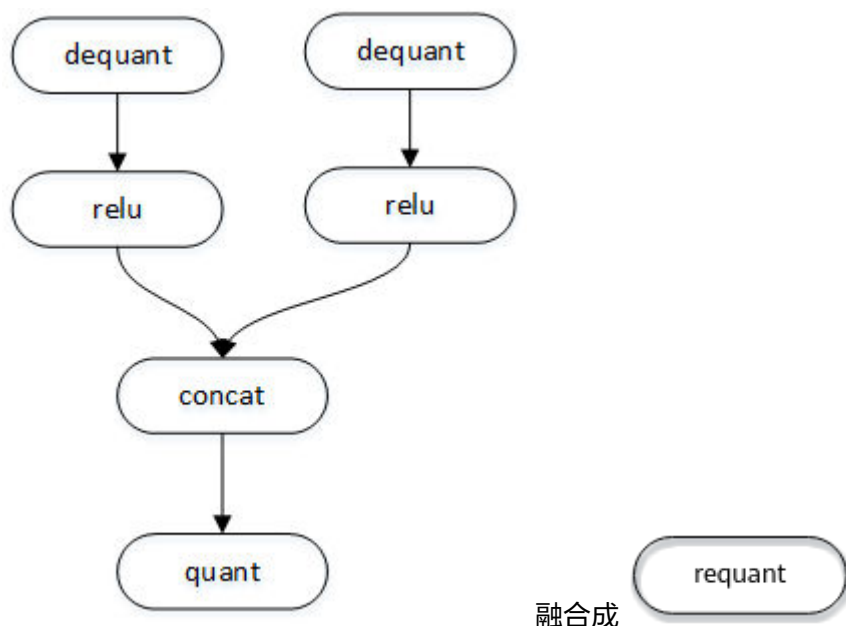 dequant
dequant
relu
relu
concat
quant
融合成
requant